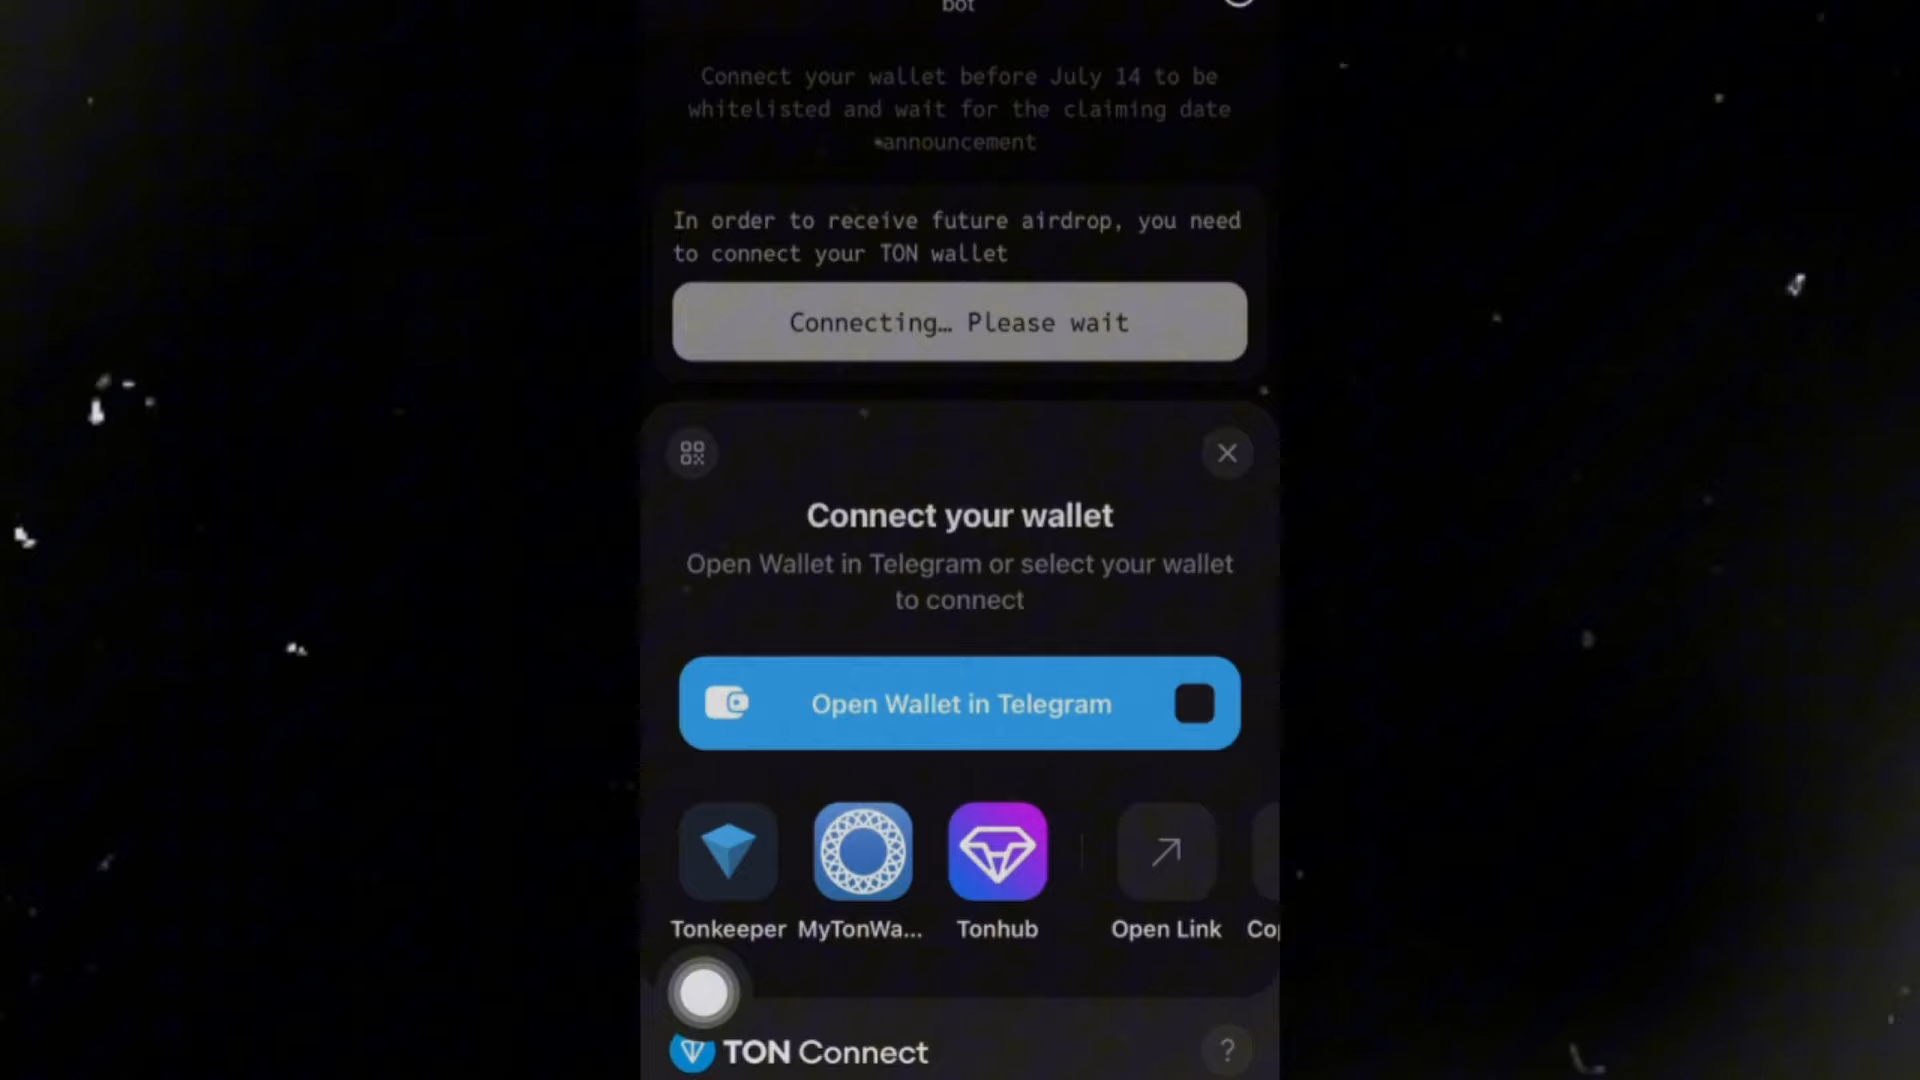 bot
Connect your wallet before July 14 to be
whitelisted and wait for the claiming date
announcement
In order to receive future airdrop, you need
to connect your TON wallet
Connecting… Please wait
Connect your wallet
Open Wallet in Telegram or select your wallet
to connect
Open Wallet in Telegram
Tonkeeper MyTonWa... Tonhub Open Link
TON Connect
?